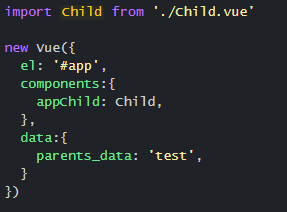 import Child from './Child.vue'
new Vue({
el: '#app',
components:{
appChild: Child,
},
data:{
parents_data: 'test',
}
})